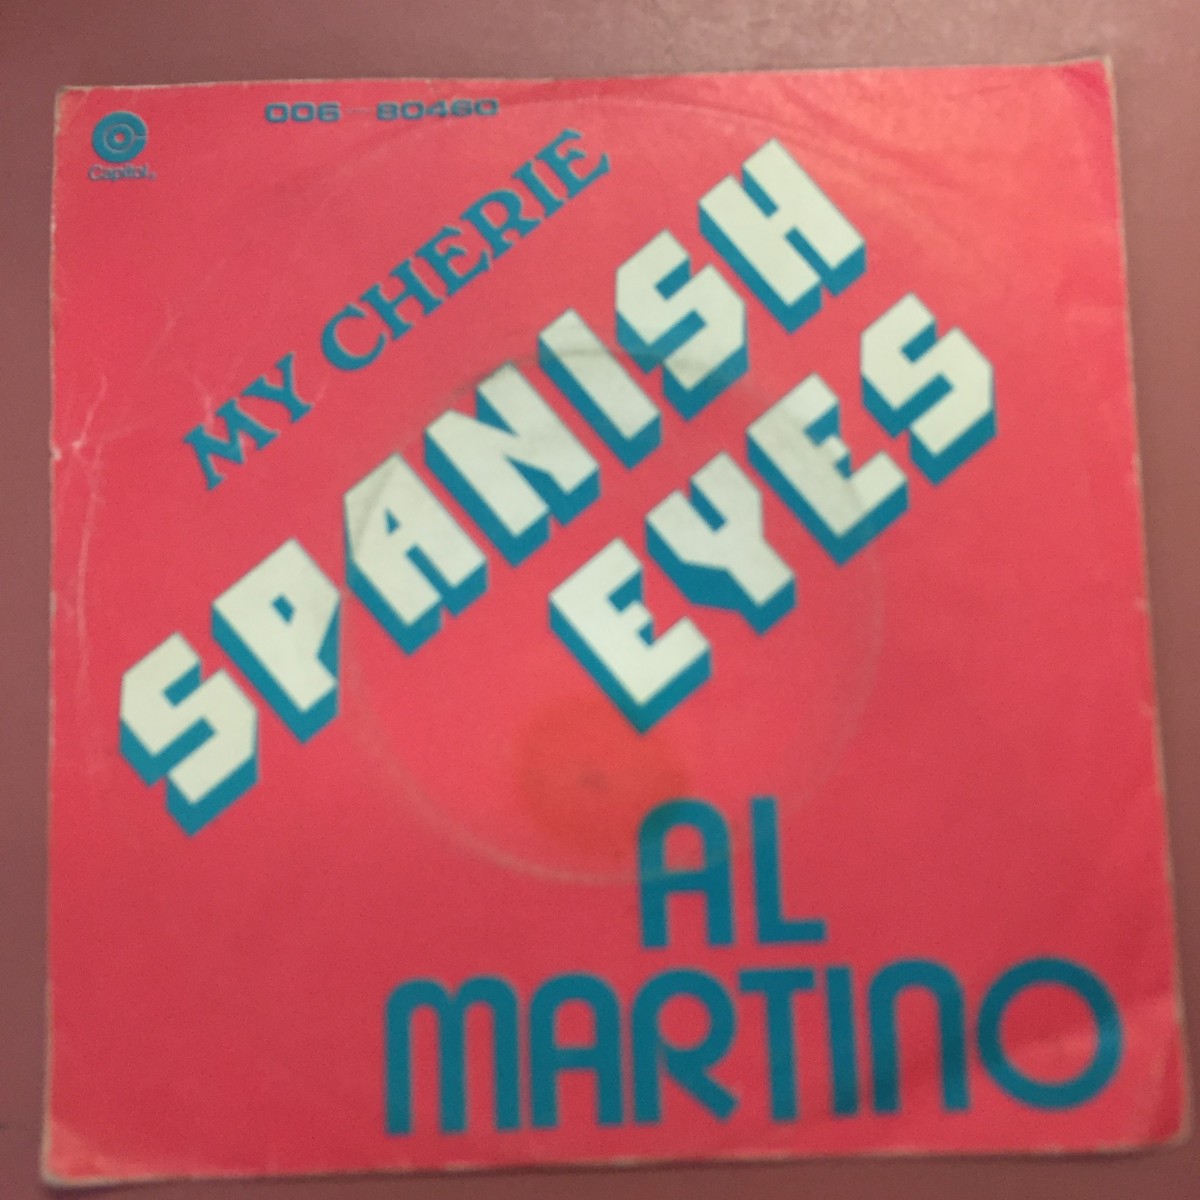 006-80460
Capitol.
MY CHERIE
SPANISH
EYES
AL
MARTINO